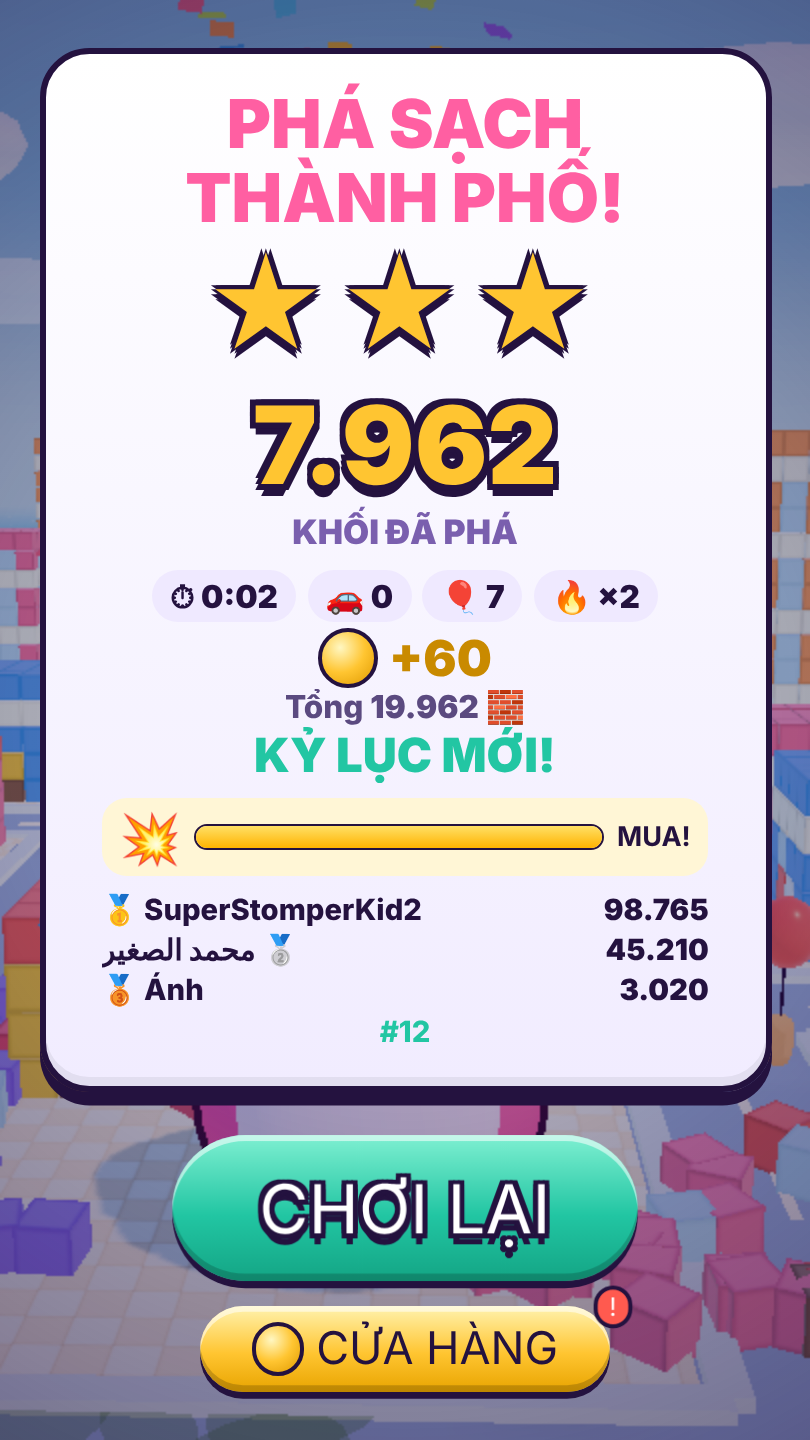 PHÁ SẠCH
THÀNH PHỐ!
7.962
KHỐI ĐÃ PHÁ
⏱ 0:02 🚗 0 🎈 7 🔥 ×2
+60
Tổng 19.962 🧱
KỶ LỤC MỚI!
💥 MUA!
🥇 SuperStomperKid2 98.765
🥈 محمد الصغير 45.210
🥉 Ánh 3.020
#12
CHƠI LẠI
!
CỬA HÀNG